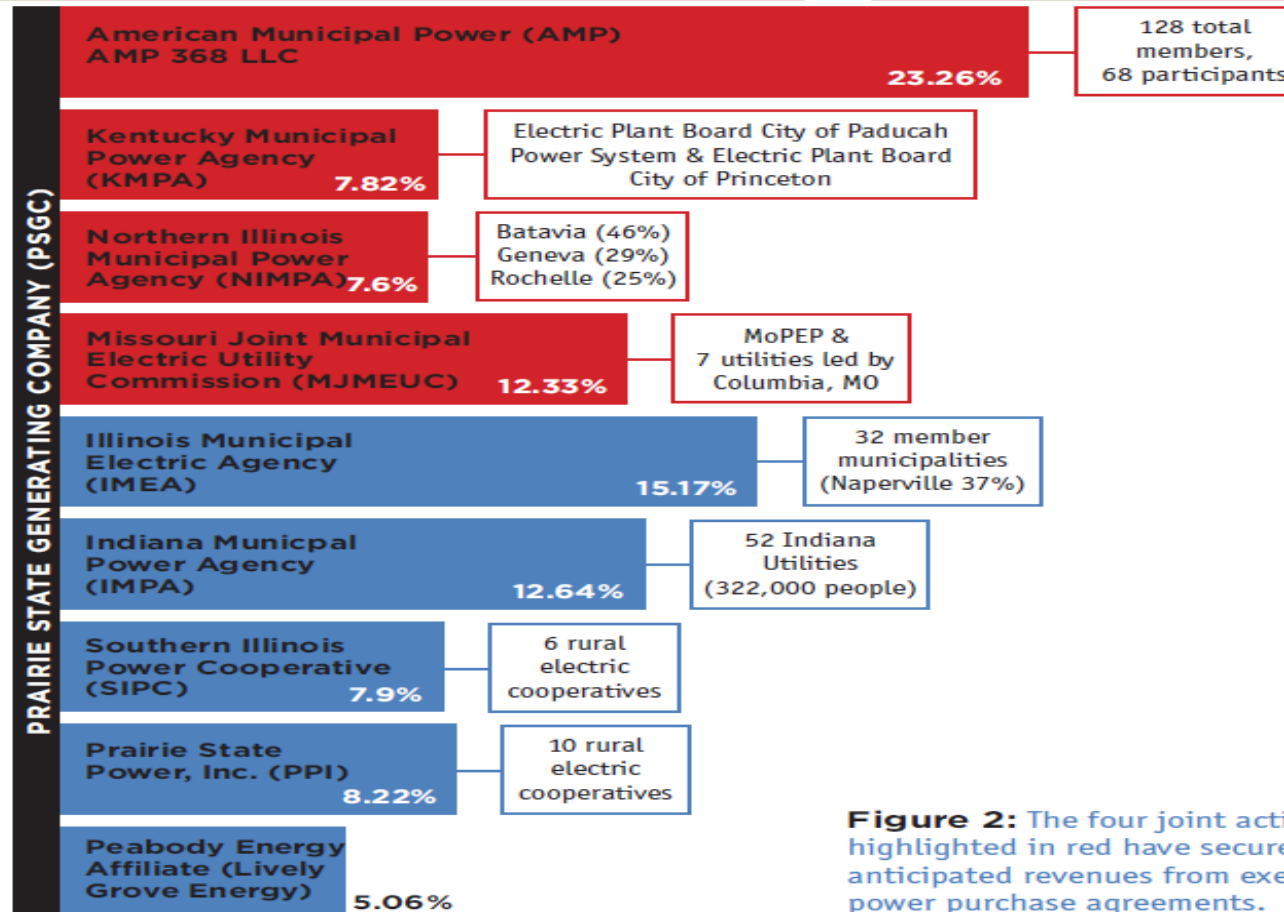 PRAIRIE STATE GENERATING COMPANY (PSGC)
American Municipal Power (AMP)
AMP 368 LLC
23.26%
128 total
members,
68 participants
Kentucky Municipal
Power Agency
(KMPA)
7.82%
Electric Plant Board City of Paducah
Power System & Electric Plant Board
City of Princeton
Northern Illinois
Municipal Power
Agency (NIMPA)
7.6%
Batavia (46%)
Geneva (29%)
Rochelle (25%)
Missouri Joint Municipal
Electric Utility
Commission (MJMEUC)
12.33%
MoPEP &
7 utilities led by
Columbia, MO
Illinois Municipal
Electric Agency
(IMEA)
15.17%
32 member
municipalities
(Naperville 37%)
Indiana Municpal
Power Agency
(IMPA)
12.64%
52 Indiana
Utilities
(322,000 people)
Southern Illinois
Power Cooperative
(SIPC)
7.9%
6 rural
electric
cooperatives
Prairie State
Power, Inc. (PPI)
8.22%
10 rural
electric
cooperatives
Peabody Energy
Affiliate (Lively
Grove Energy)
5.06%
Figure 2: The four joint acti
highlighted in red have secure
anticipated revenues from exe
power purchase agreements.